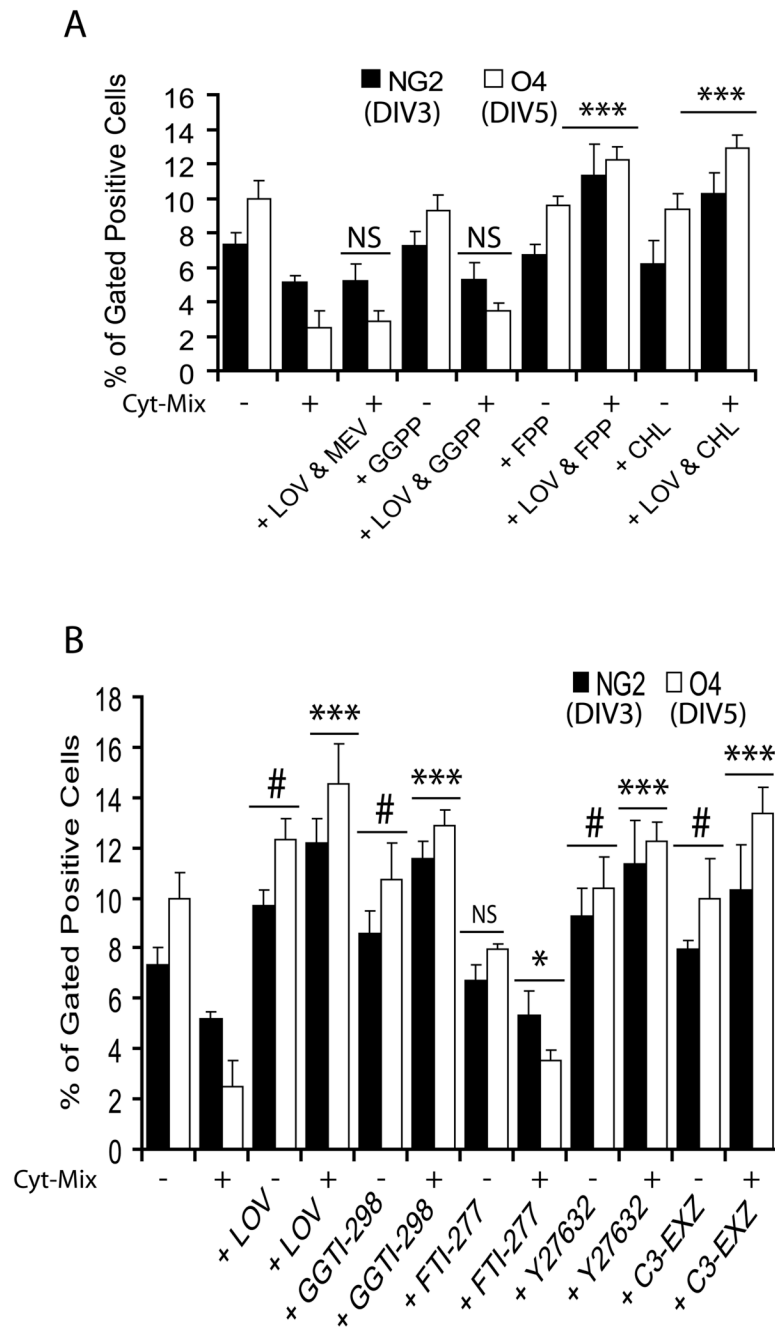 A
NG2 O4
(DIV3) (DIV5)
% of Gated Positive Cells
16
14
12
10
8
6
4
2
0
NS
NS
***
***
Cyt-Mix - + + - + - + - +
+ LOV & MEV
+ GGPP
+ LOV & GGPP
+ FPP
+ LOV & FPP
+ CHL
+ LOV & CHL
B
NG2 O4
(DIV3) (DIV5)
% of Gated Positive Cells
18
16
14
12
10
8
6
4
2
0
#
***
#
***
NS
*
#
***
#
***
Cyt-Mix - + - + - + - + - + - +
+ LOV
+ LOV
+ GGTI-298
+ GGTI-298
+ FTI-277
+ FTI-277
+ Y27632
+ Y27632
+ C3-EXZ
+ C3-EXZ